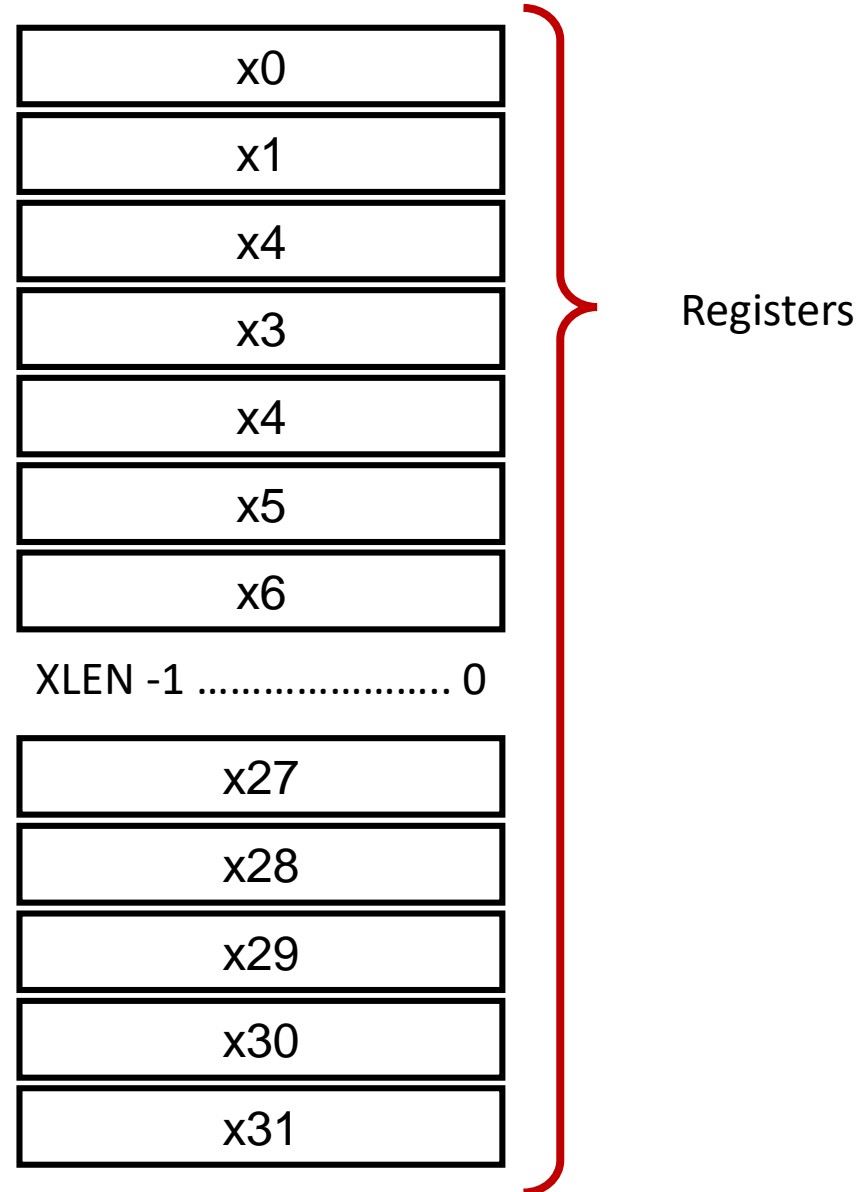 x0
x1
x4
x3
Registers
x4
x5
x6
XLEN -1 …………………….. 0
x27
x28
x29
x30
x31